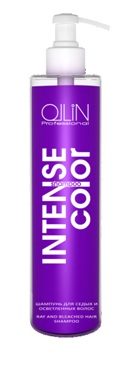 OLLIN
Professional
INTENSE
shampoo
color
ШАМПУНЬ ДЛЯ СЕДЫХ И
ОСВЕТЛЕННЫХ ВОЛОС
GRAY AND BLEACHED HAIR
SHAMPOO